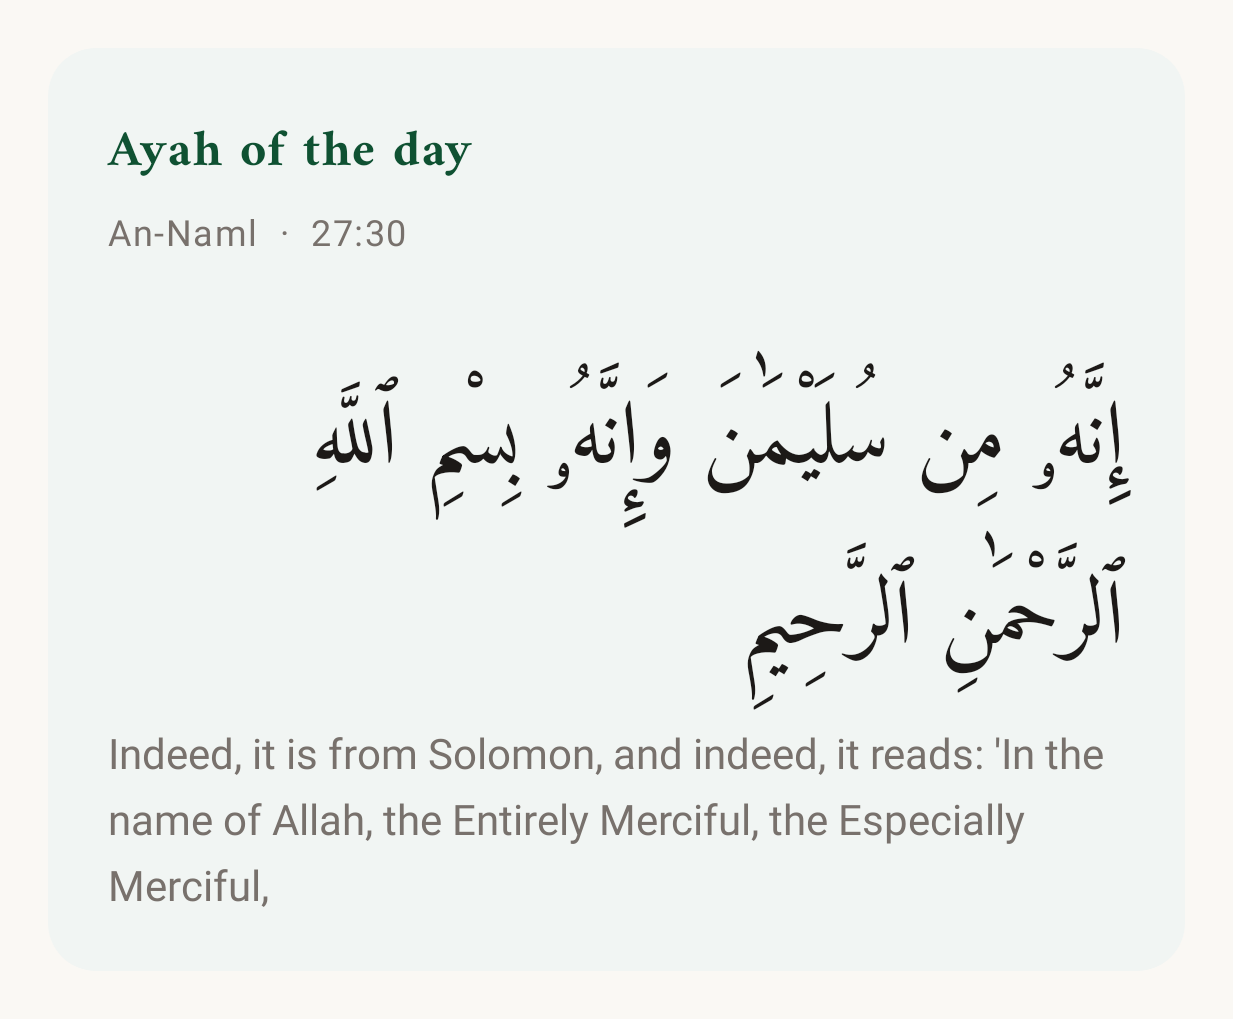 Ayah of the day
An-Naml · 27:30
إِنَّهُۥ مِن سُلَيْمَـٰنَ وَإِنَّهُۥ بِسْمِ ٱللَّهِ
ٱلرَّحْمَـٰنِ ٱلرَّحِيمِ
Indeed, it is from Solomon, and indeed, it reads: 'In the
name of Allah, the Entirely Merciful, the Especially
Merciful,